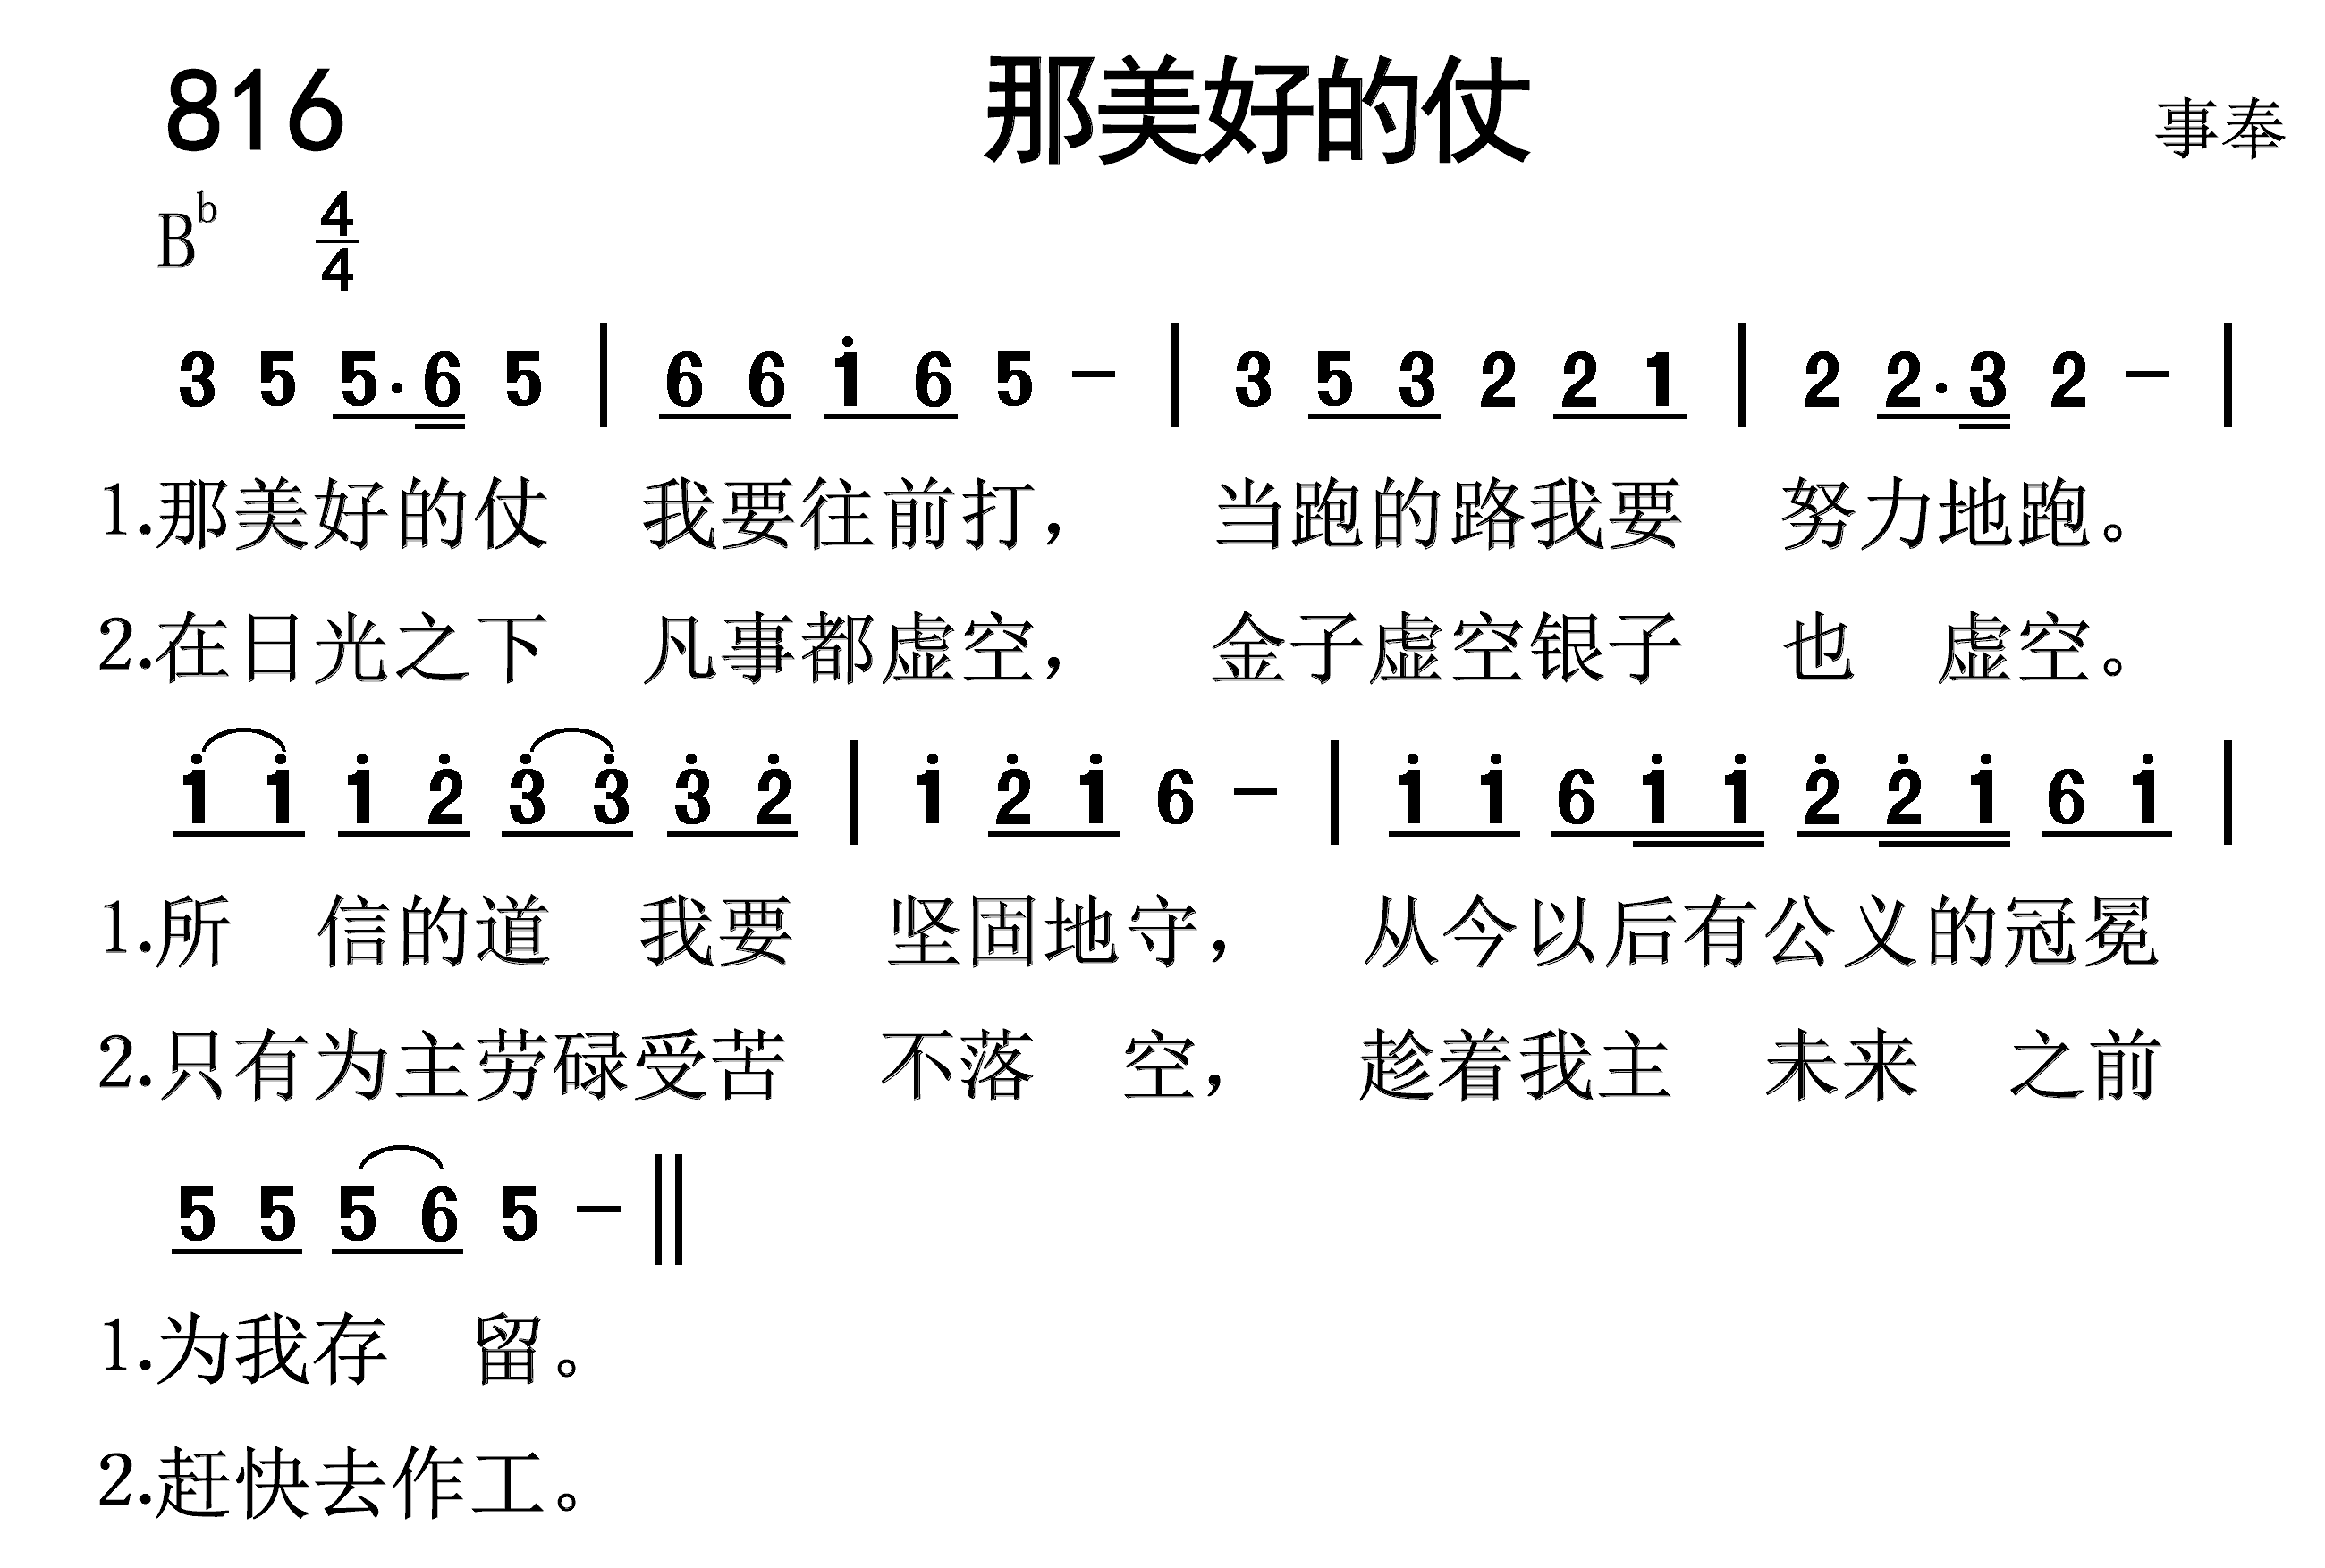 816 那美好的仗 事奉
B♭ 4/4
3 5 5·6 5 | 6 6 i 6 5 － | 3 5 3 2 2 1 | 2 2·3 2 － |
1.那美好的仗 我要往前打， 当跑的路我要 努力地跑。
2.在日光之下 凡事都虚空， 金子虚空银子 也 虚空。
i i i 2̇ 3̇ 3̇ 3̇ 2̇ | i 2̇ i 6 － | i i 6 i i 2̇ 2̇ i 6 i |
1.所 信的道 我要 坚固地守， 从今以后有公义的冠冕
2.只有为主劳碌受苦 不落 空， 趁着我主 未来 之前
5 5 5 6 5 － ‖
1.为我存 留。
2.赶快去作工。